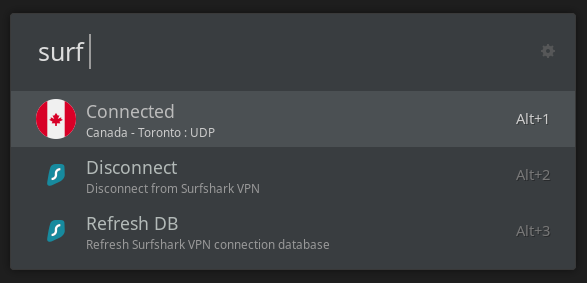 surf
Connected
Canada - Toronto : UDP
Alt+1
Disconnect
Disconnect from Surfshark VPN
Alt+2
Refresh DB
Refresh Surfshark VPN connection database
Alt+3